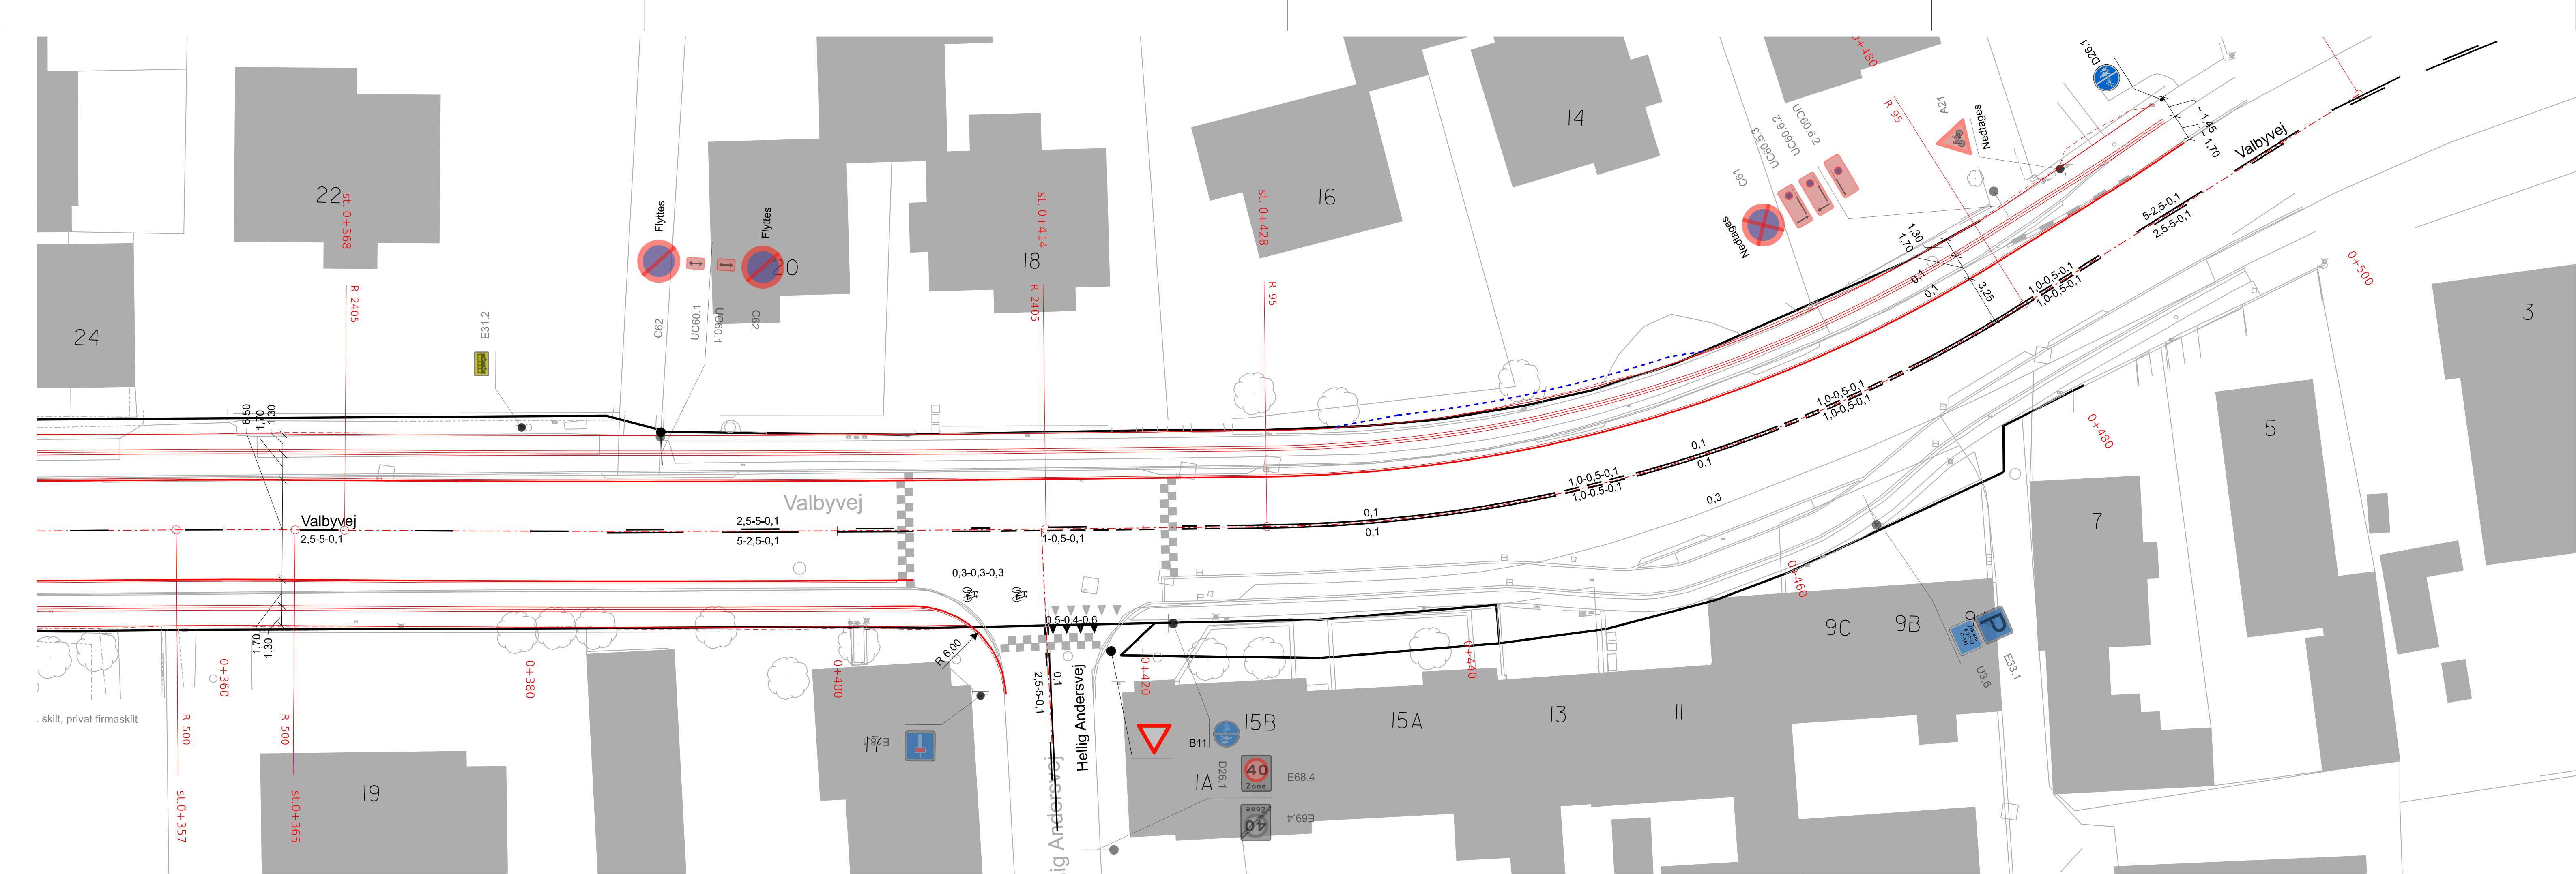 22
st. 0+368
R 2405
24
E31.2
Flyttes
Flyttes
20
C62
UC60.1
UC60.1
C62
18
st. 0+414
R 2405
16
st. 0+428
R 95
14
C61
UC60.5.3
UC60.6.2
UC60.9.2
Nedtages
0+480
R 95
A21
Nedtages
D26.1
~ 1.45
~ 1.70
Valbyvej
5-2,5-0,1
2,5-5-0,1
1,30
1,70
3,25
0,1
0,1
1,0-0,5-0,1
1,0-0,5-0,1
0+500
3
6,50
1,70
1,30
Valbyvej
2,5-5-0,1
Valbyvej
2,5-5-0,1
5-2,5-0,1
1-0,5-0,1
0,1
0,1
1,0-0,5-0,1
1,0-0,5-0,1
0,1
0,1
1,0-0,5-0,1
1,0-0,5-0,1
0,3
0+480
5
7
0+460
0,3-0,3-0,3
0,5-0,4-0,6
R 6,00
1,70
1,30
0+360
0+380
0+400
0+420
0+440
R 500
R 500
st.0+357
st.0+365
. skilt, privat firmaskilt
19
17
0,1
2,5-5-0,1
Hellig Andersvej
lig Andersvej
B11
D26.1
1A
15B
15A
13
11
9C
9B
P
E33.1
U3.6
40
Zone
E68.4
40
Zone
E69.4